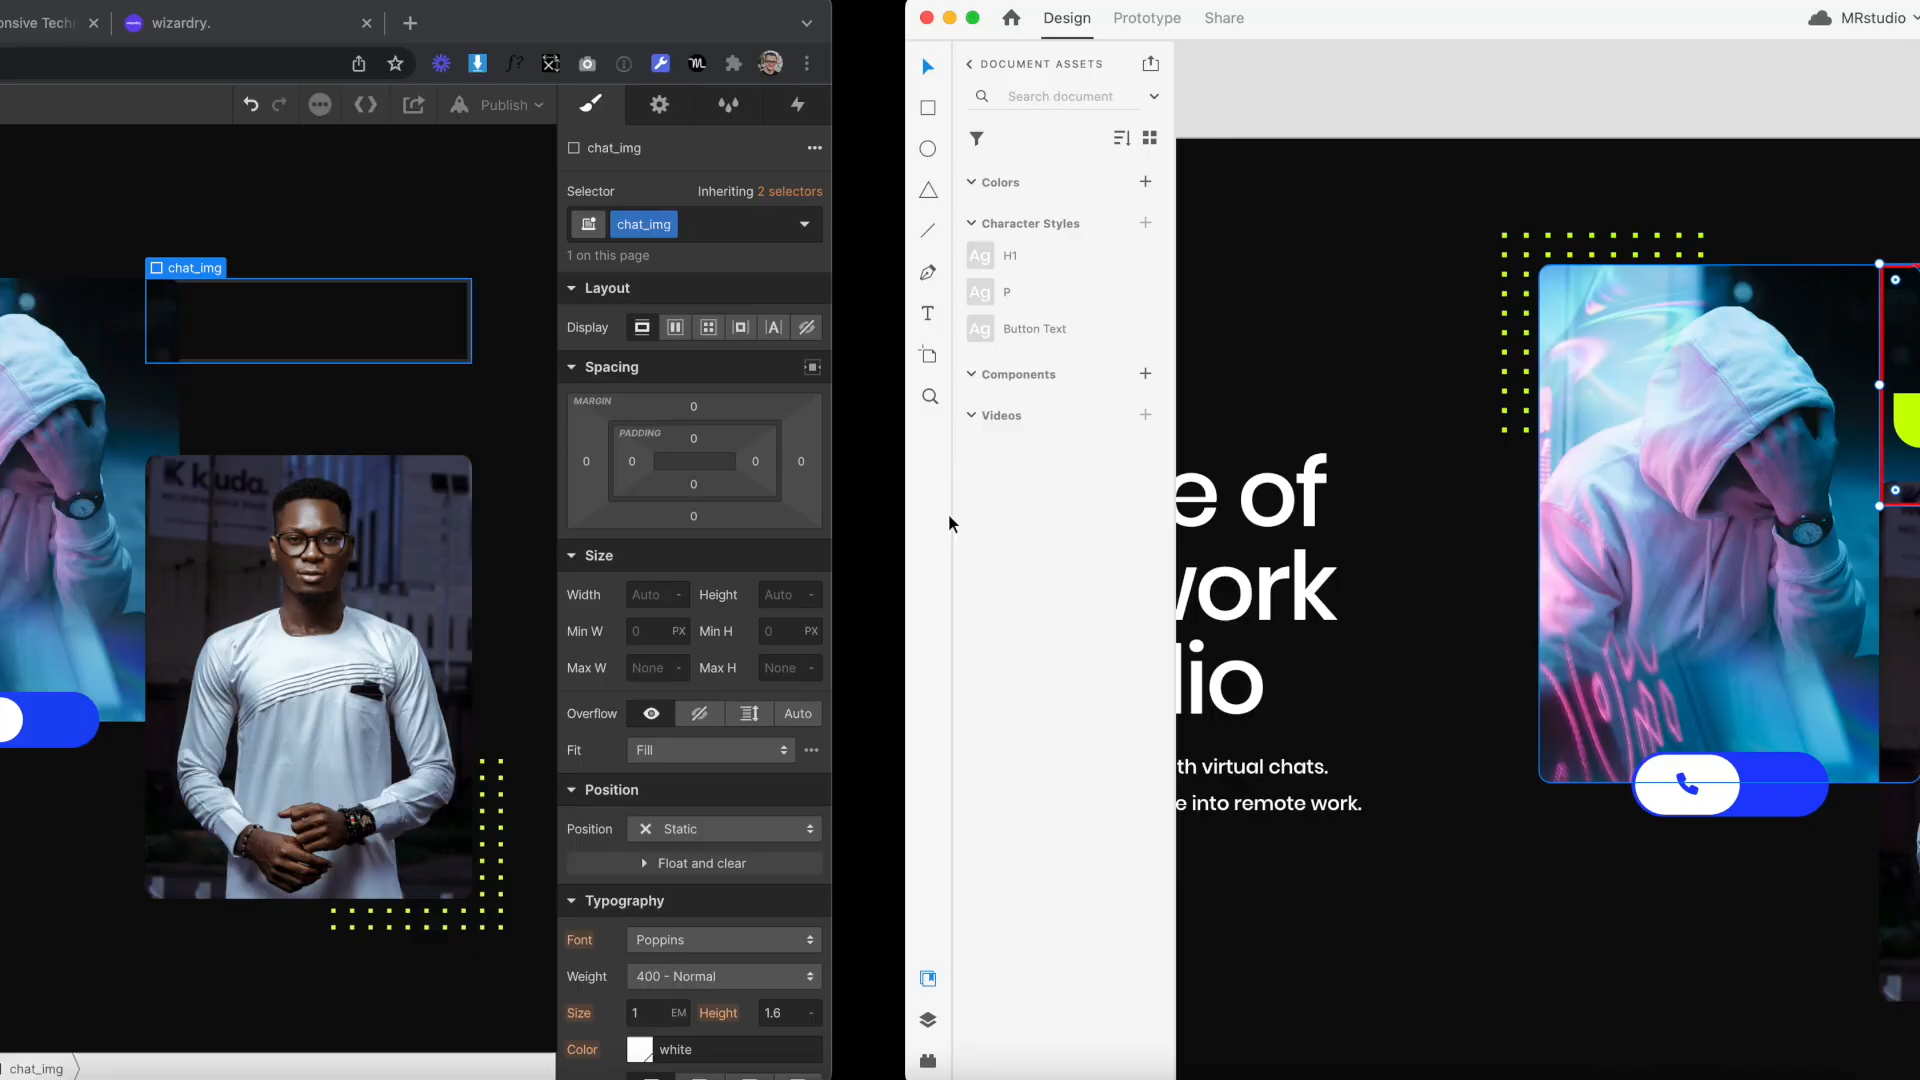 onsive Tech
wizardry.
Publish
chat_img
Selector
Inheriting 2 selectors
chat_img
1 on this page
Layout
Display
Spacing
MARGIN
0
PADDING
0
0
0
0
0
0
0
Size
Width
Auto
-
Height
Auto
-
Min W
0
PX
Min H
0
PX
Max W
None
-
Max H
None
-
Overflow
Auto
Fit
Fill
Position
Position
Static
Float and clear
Typography
Font
Poppins
Weight
400 - Normal
Size
1
EM
Height
1.6
-
Color
white
chat_img
kuda.
chat_img
Design
Prototype
Share
MRstudio
DOCUMENT ASSETS
Search document
Colors
Character Styles
Ag
H1
Ag
P
Ag
Button Text
Components
Videos
e of
work
lio
th virtual chats.
e into remote work.